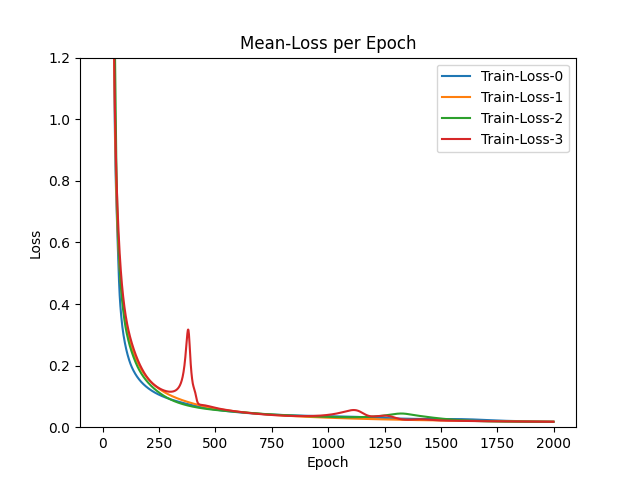 Mean-Loss per Epoch
1.2
1.0
0.8
0.6
0.4
0.2
0.0
Loss
Train-Loss-0
Train-Loss-1
Train-Loss-2
Train-Loss-3
0 250 500 750 1000 1250 1500 1750 2000
Epoch